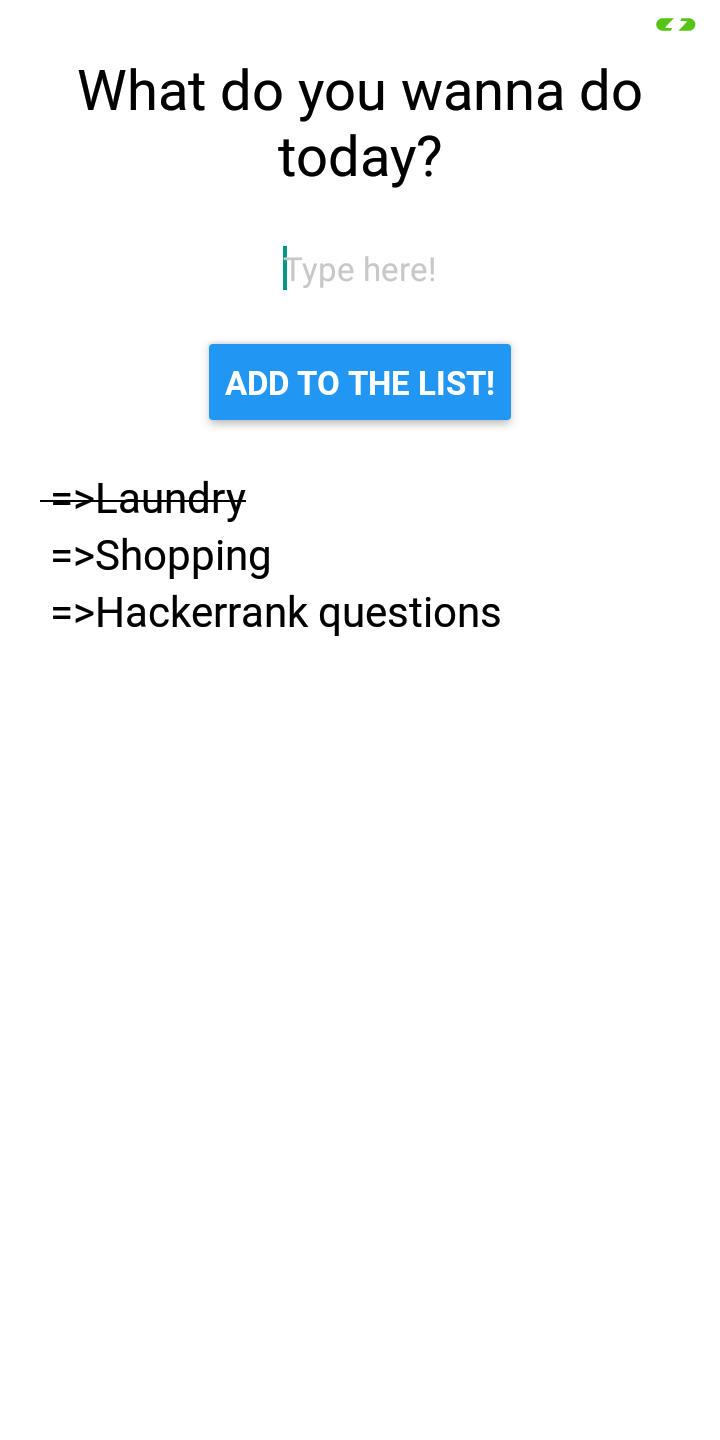 What do you wanna do
today?
Type here!
ADD TO THE LIST!
=>Laundry
=>Shopping
=>Hackerrank questions